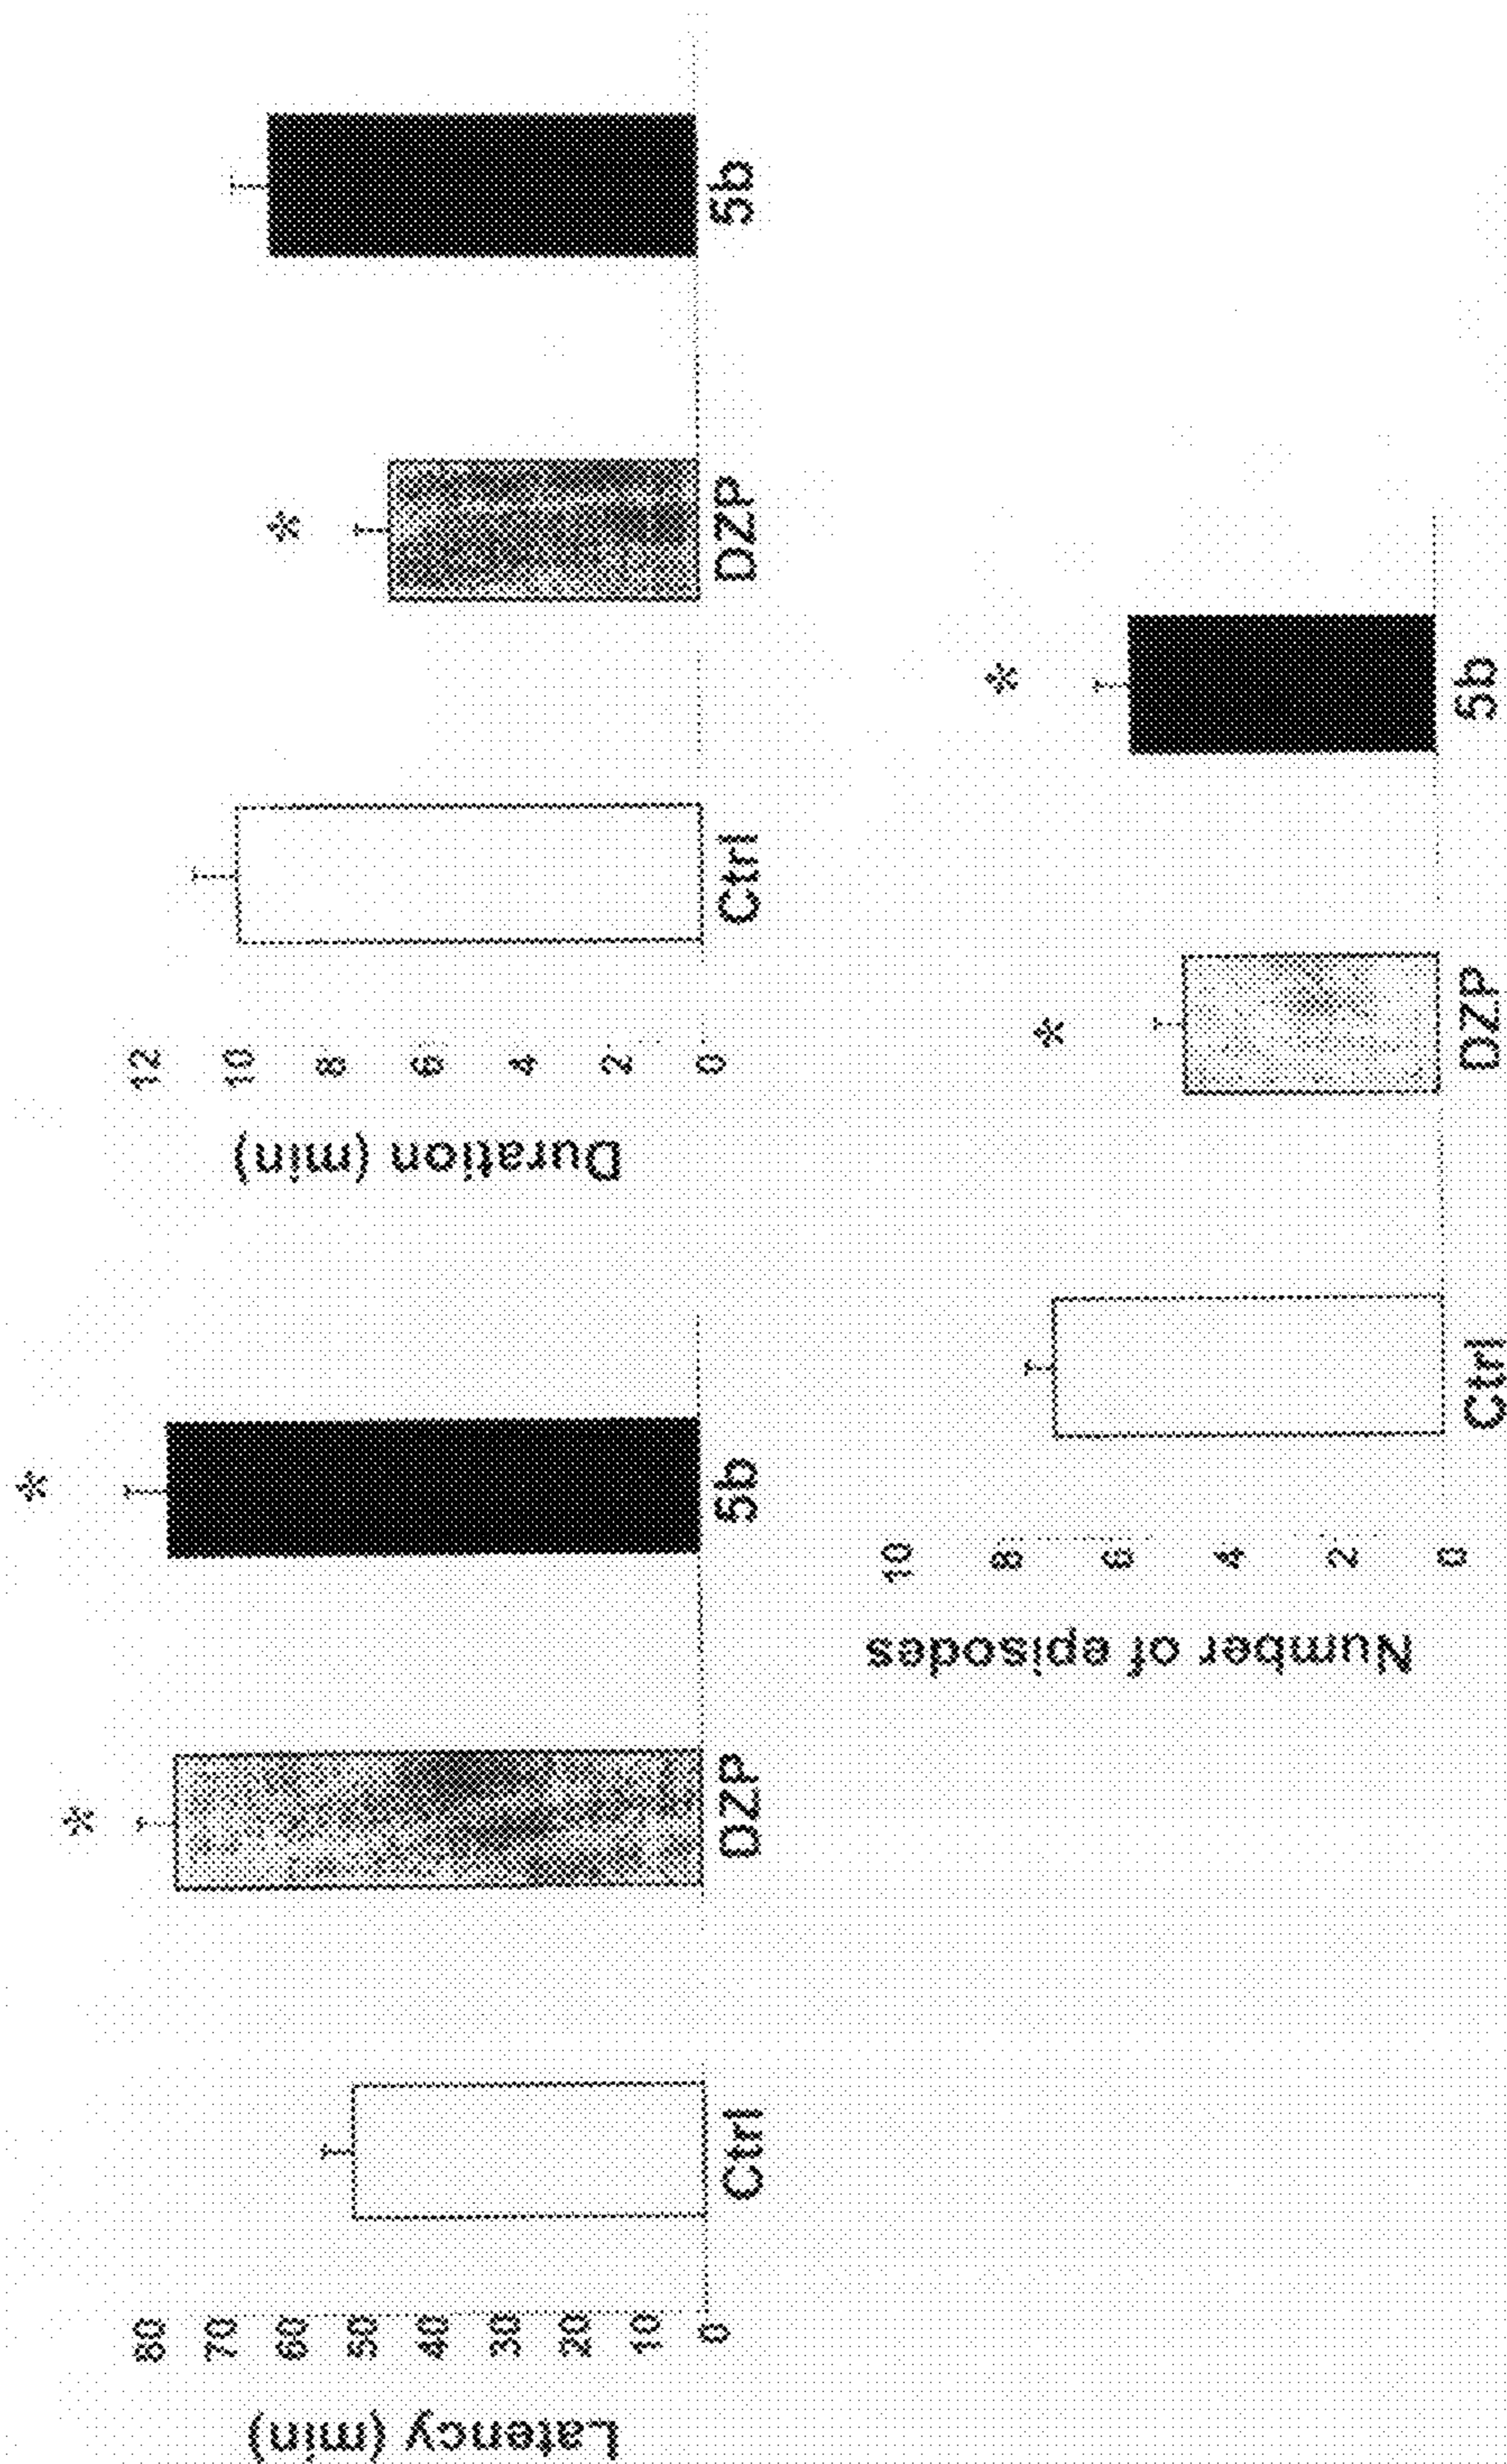 Latency (min)
80
70
60
50
40
30
20
10
0
*
*
Ctrl
DZP
5b
Duration (min)
12
10
8
6
4
2
0
*
Ctrl
DZP
5b
Number of episodes
10
8
6
4
2
0
*
*
Ctrl
DZP
5b